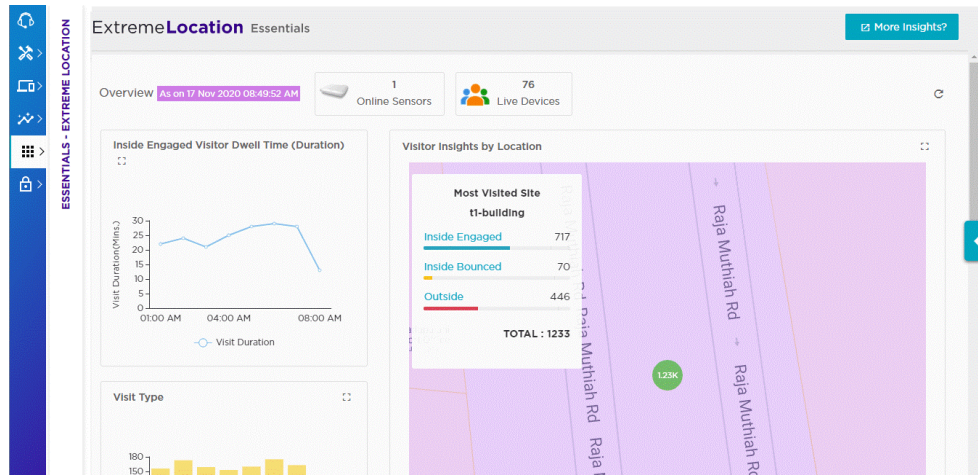 ESSENTIALS - EXTREME LOCATION
ExtremeLocation Essentials
More Insights?
Overview As on 17 Nov 2020 08:49:52 AM
1
Online Sensors
76
Live Devices
Inside Engaged Visitor Dwell Time (Duration)
Visit Duration(Mins.)
30
25
20
15
10
5
0
01:00 AM 04:00 AM 08:00 AM
Visit Duration
Visit Type
180
150
Visitor Insights by Location
Most Visited Site
t1-building
Inside Engaged 717
Inside Bounced 70
Outside 446
TOTAL : 1233
Raja Muthiah Rd
Raja Muthiah Rd
Raja Muthiah Rd
Raja
1.23K